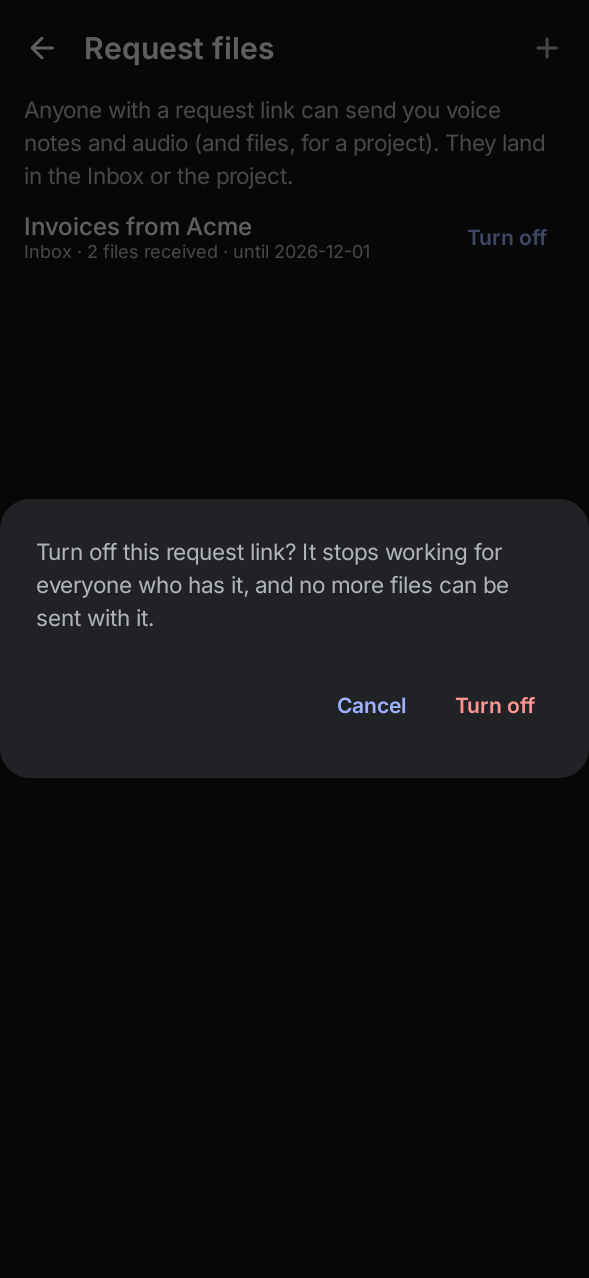 Request files
Anyone with a request link can send you voice
notes and audio (and files, for a project). They land
in the Inbox or the project.
Invoices from Acme
Inbox · 2 files received · until 2026-12-01
Turn off
Turn off this request link? It stops working for
everyone who has it, and no more files can be
sent with it.
Cancel
Turn off